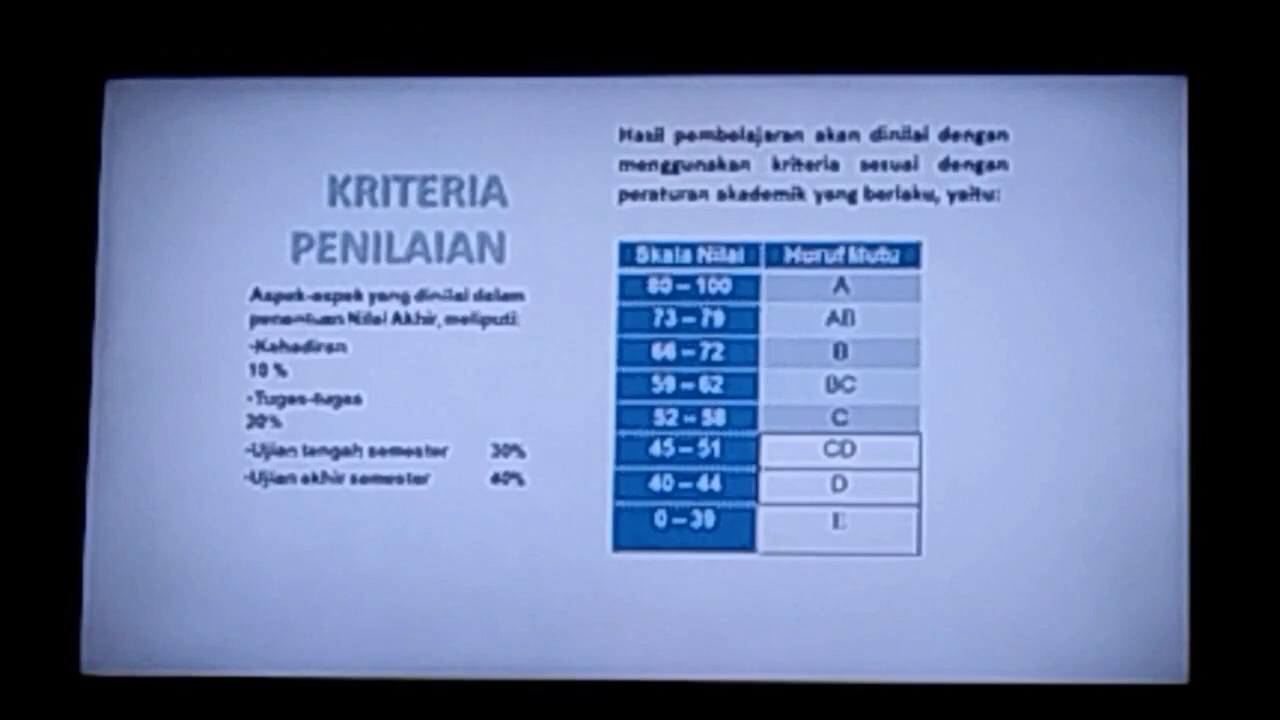 KRITERIA
PENILAIAN
Aspek-aspek yang dinilai dalam
penentuan Nilai Akhir, meliputi:
-Kehadiran
10 %
-Tugas-tugas
20%
-Ujian tengah semester 30%
-Ujian akhir semester 40%
Hasil pembelajaran akan dinilai dengan
menggunakan kriteria sesuai dengan
peraturan akademik yang berlaku, yaitu:
Skala Nilai Huruf Mutu
80 – 100 A
73 – 79 AB
66 – 72 B
59 – 62 BC
52 – 58 C
45 – 51 CD
40 – 44 D
0 – 39 E